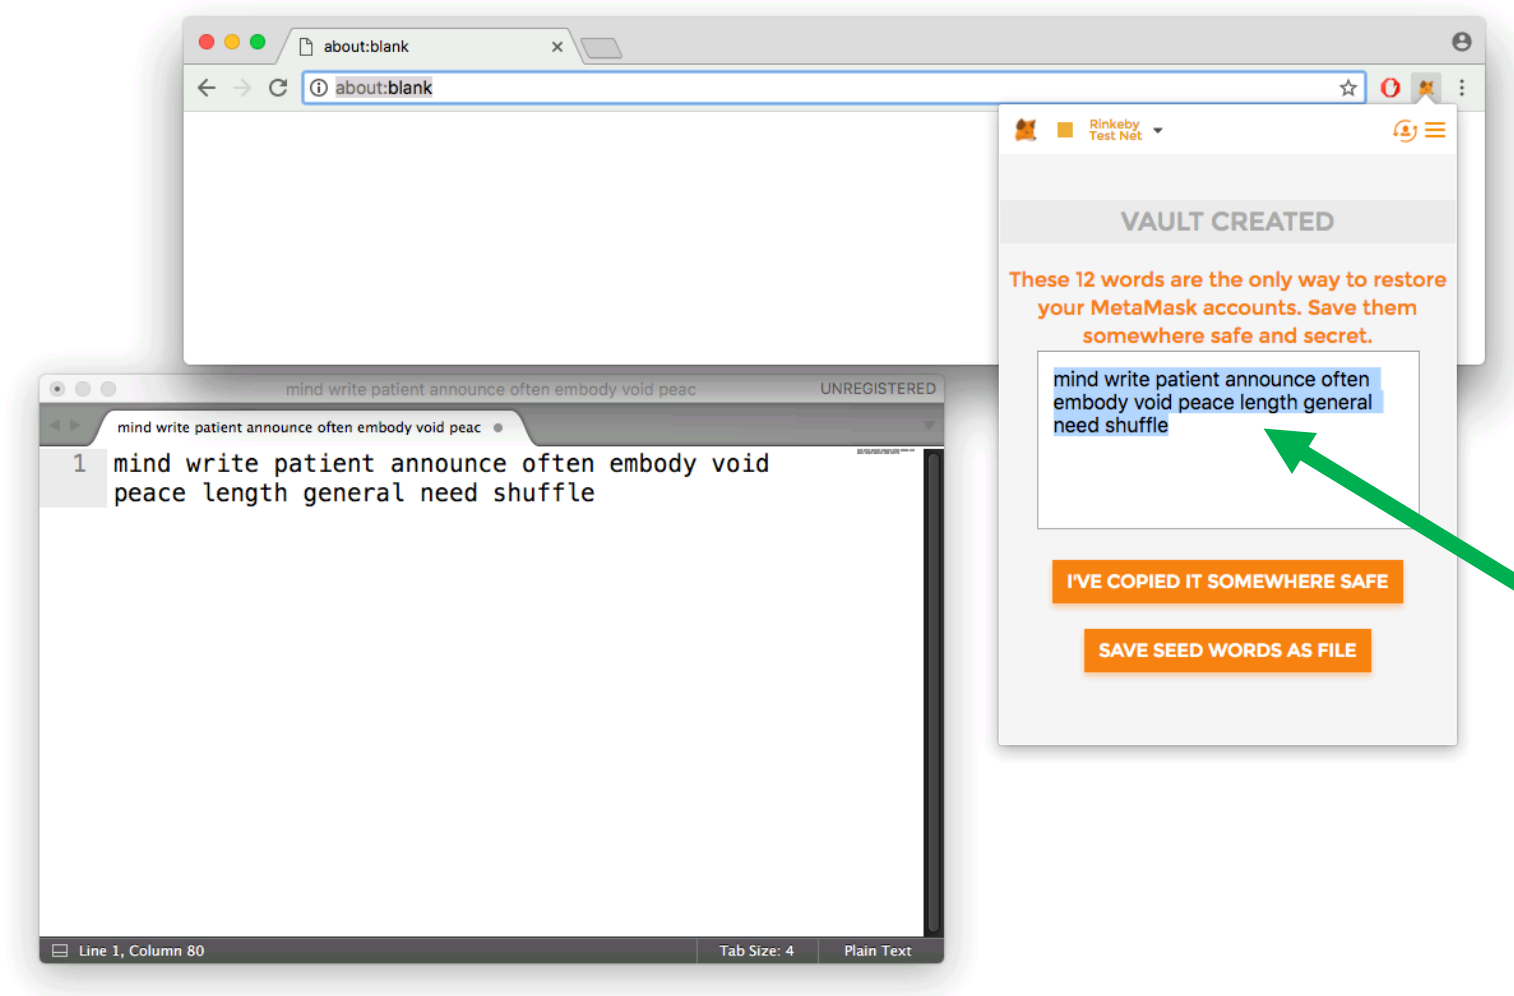 about:blank
about:blank
Rinkeby
Test Net
VAULT CREATED
These 12 words are the only way to restore
your MetaMask accounts. Save them
somewhere safe and secret.
mind write patient announce often
embody void peace length general
need shuffle
I'VE COPIED IT SOMEWHERE SAFE
SAVE SEED WORDS AS FILE
mind write patient announce often embody void peac
UNREGISTERED
mind write patient announce often embody void peac
1 mind write patient announce often embody void
peace length general need shuffle
Line 1, Column 80
Tab Size: 4
Plain Text